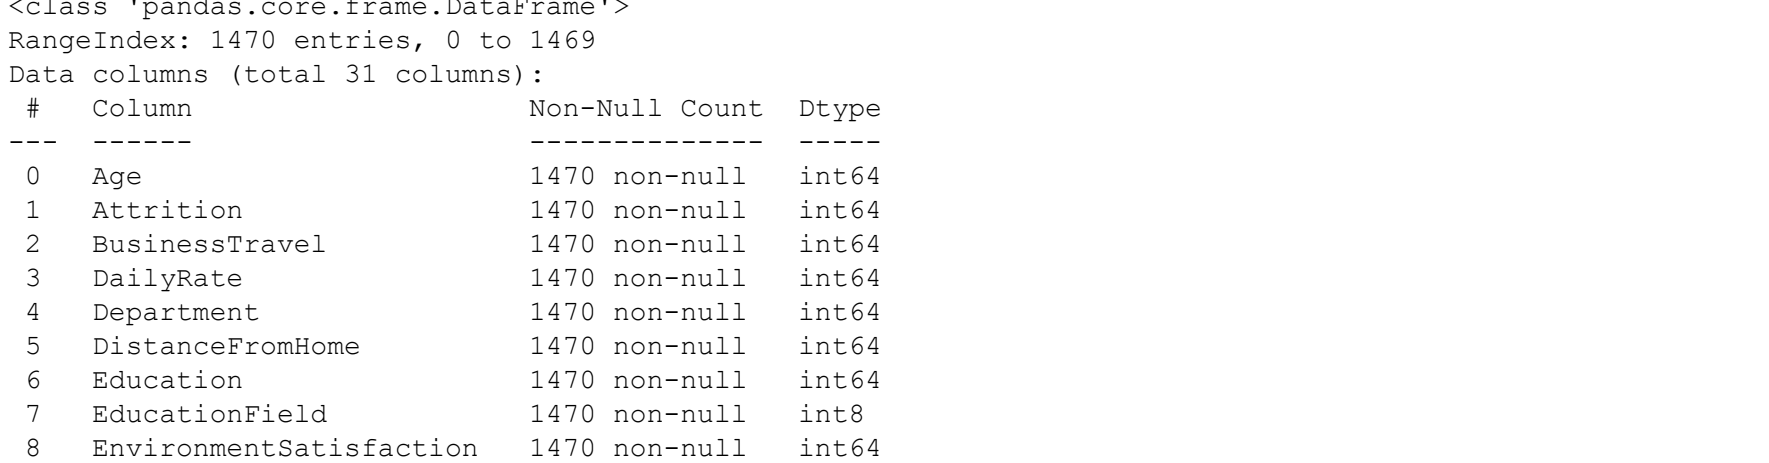 <class 'pandas.core.frame.DataFrame'>
RangeIndex: 1470 entries, 0 to 1469
Data columns (total 31 columns):
 #   Column                    Non-Null Count  Dtype
---  ------                    --------------  -----
 0   Age                       1470 non-null   int64
 1   Attrition                 1470 non-null   int64
 2   BusinessTravel            1470 non-null   int64
 3   DailyRate                 1470 non-null   int64
 4   Department                1470 non-null   int64
 5   DistanceFromHome          1470 non-null   int64
 6   Education                 1470 non-null   int64
 7   EducationField            1470 non-null   int8
 8   EnvironmentSatisfaction   1470 non-null   int64